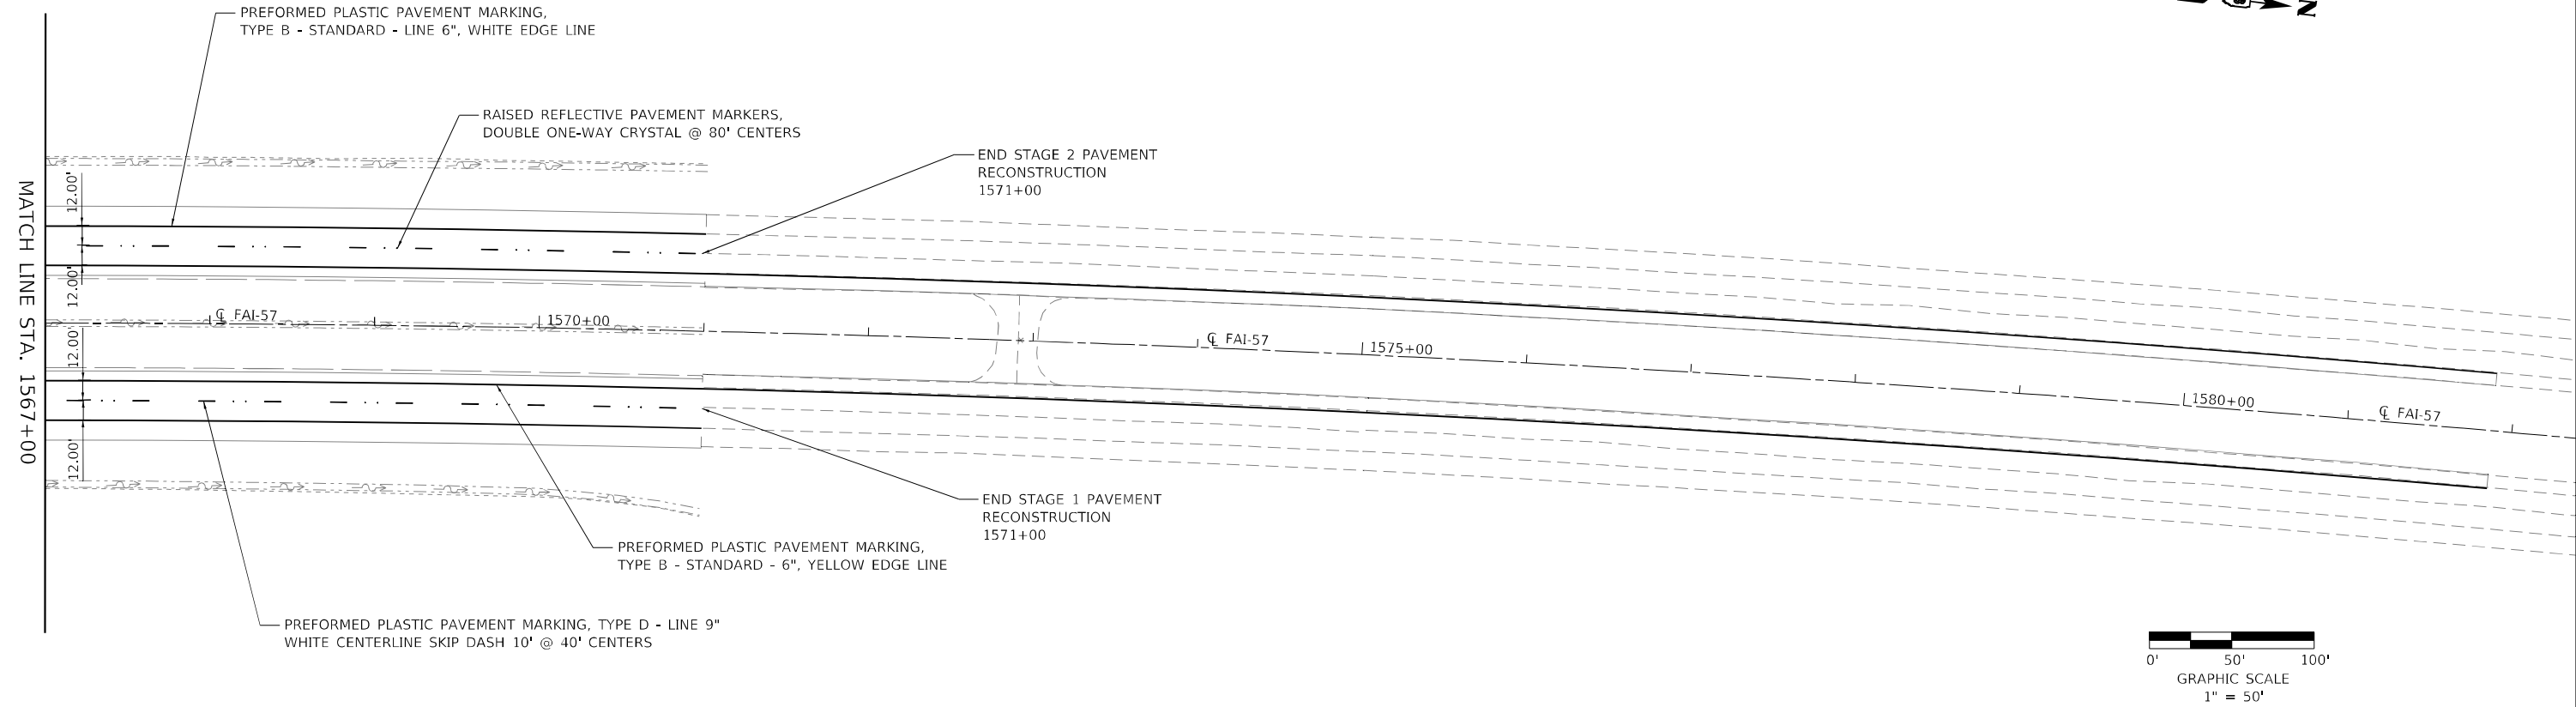 PREFORMED PLASTIC PAVEMENT MARKING,
TYPE B - STANDARD - LINE 6", WHITE EDGE LINE
N
RAISED REFLECTIVE PAVEMENT MARKERS,
DOUBLE ONE-WAY CRYSTAL @ 80' CENTERS
END STAGE 2 PAVEMENT
RECONSTRUCTION
1571+00
MATCH LINE STA. 1567+00
12.00'
12.00'
12.00'
12.00'
℄ FAI-57
1570+00
℄ FAI-57
1575+00
1580+00
℄ FAI-57
END STAGE 1 PAVEMENT
RECONSTRUCTION
1571+00
PREFORMED PLASTIC PAVEMENT MARKING,
TYPE B - STANDARD - 6", YELLOW EDGE LINE
PREFORMED PLASTIC PAVEMENT MARKING, TYPE D - LINE 9"
WHITE CENTERLINE SKIP DASH 10' @ 40' CENTERS
0' 50' 100'
GRAPHIC SCALE
1" = 50'